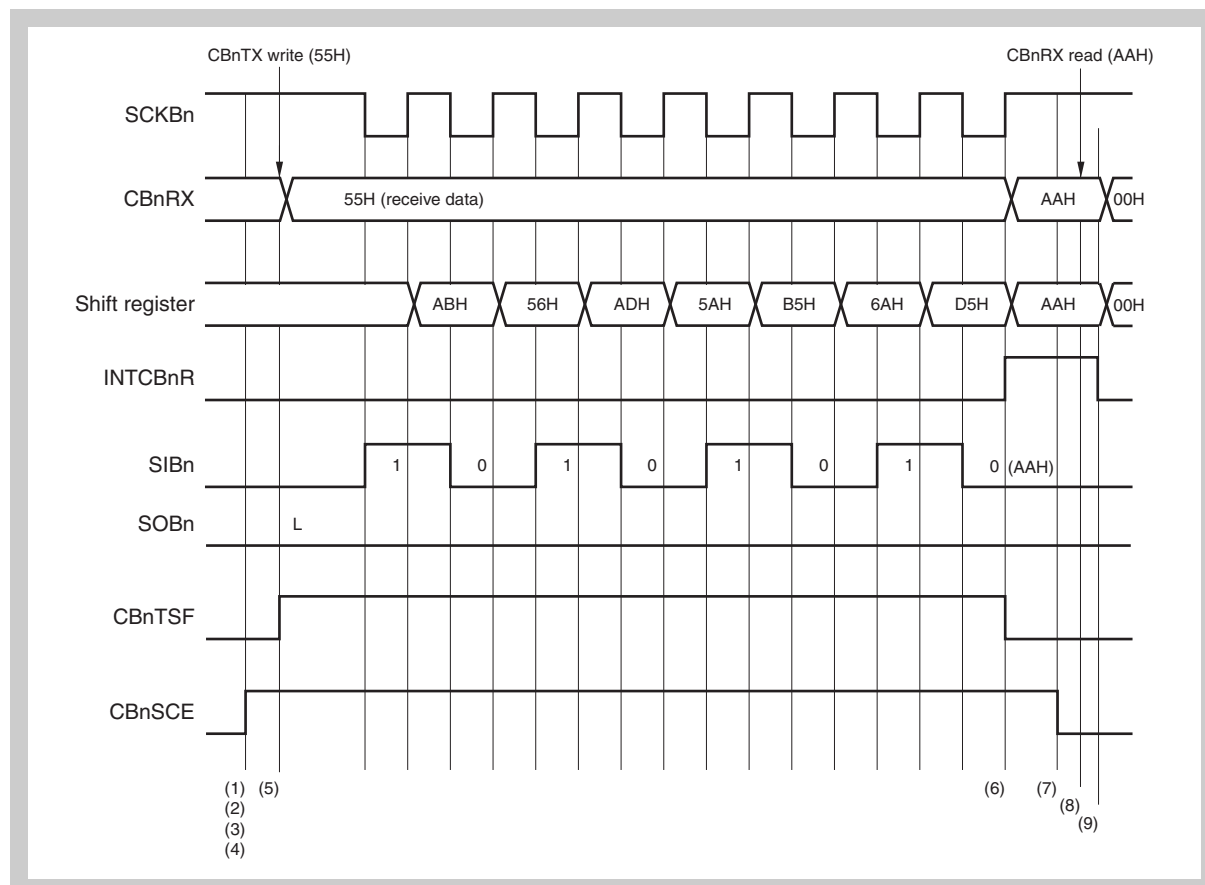 CBnTX write (55H) CBnRX read (AAH)
SCKBn
CBnRX 55H (receive data) AAH 00H
Shift register ABH 56H ADH 5AH B5H 6AH D5H AAH 00H
INTCBnR
SIBn 1 0 1 0 1 0 1 0 (AAH)
SOBn L
CBnTSF
CBnSCE
(1) (5) (6) (7)
(2) (8)
(3) (9)
(4)